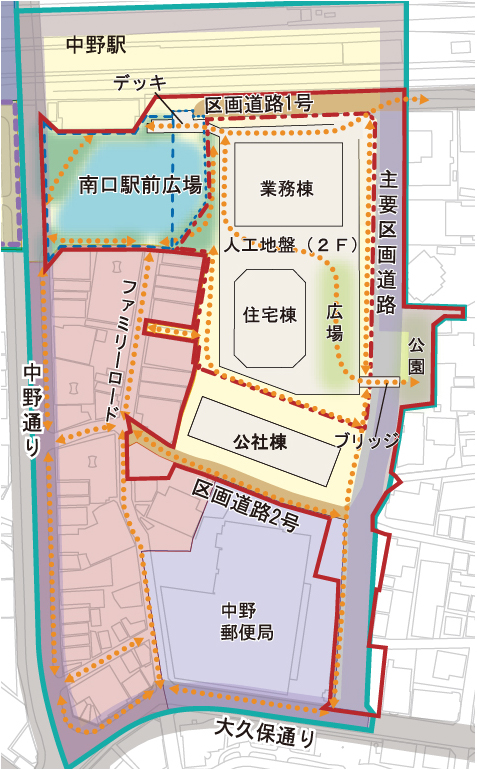 中野駅
デッキ
区画道路1号
南口駅前広場
業務棟
主要区画道路
人工地盤（２Ｆ）
ファミリーロード
住宅棟
広場
公園
中野通り
公社棟
ブリッジ
区画道路2号
中野
郵便局
大久保通り